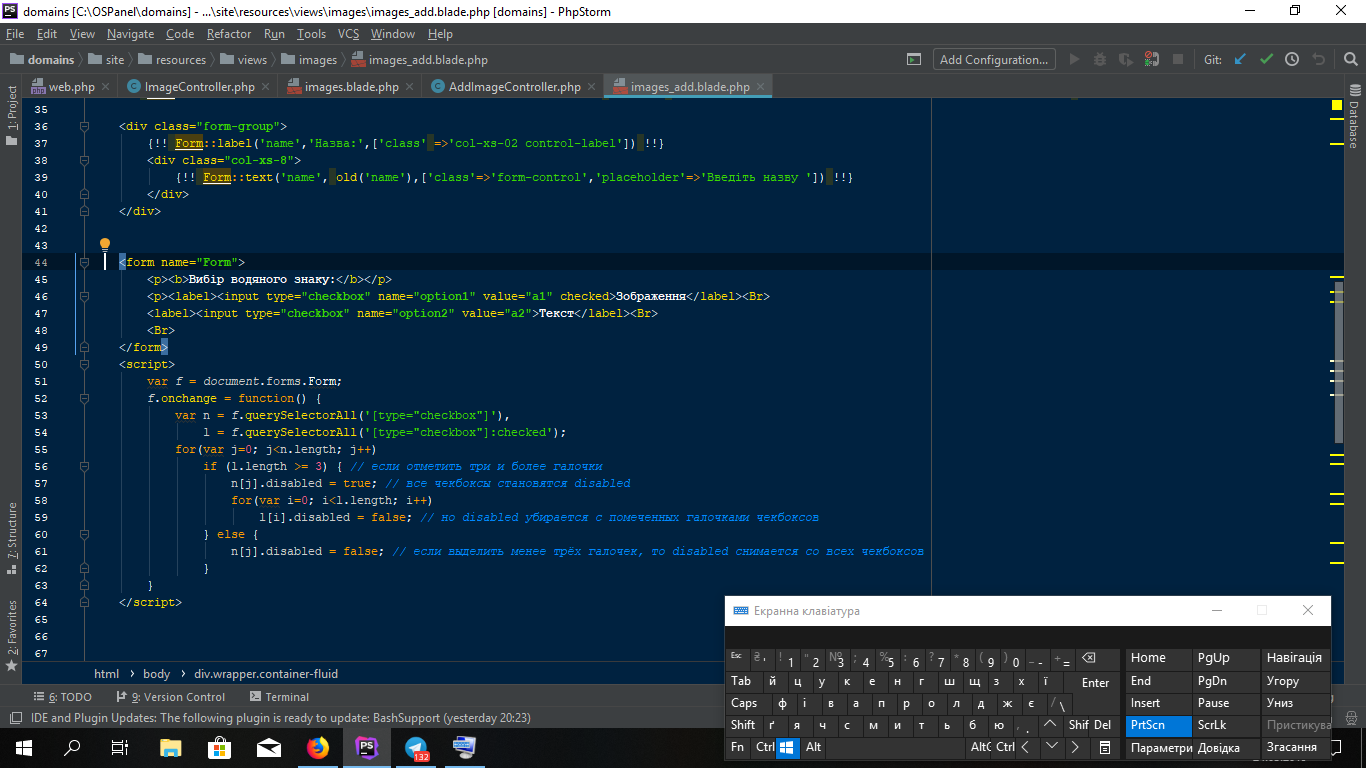 domains [C:\OSPanel\domains] - ...\site\resources\views\images\images_add.blade.php [domains] - PhpStorm
File Edit View Navigate Code Refactor Run Tools VCS Window Help
domains site resources views images images_add.blade.php Add Configuration... Git:
web.php ImageController.php images.blade.php AddImageController.php images_add.blade.php
1: Project
Database
35
36 <div class="form-group">
37 {!! Form::label('name','Назва:',['class' =>'col-xs-02 control-label']) !!}
38 <div class="col-xs-8">
39 {!! Form::text('name', old('name'),['class'=>'form-control','placeholder'=>'Введіть назву ']) !!}
40 </div>
41 </div>
42
43
44 <form name="Form">
45 <p><b>Вибір водяного знаку:</b></p>
46 <p><label><input type="checkbox" name="option1" value="a1" checked>Зображення</label><Br>
47 <label><input type="checkbox" name="option2" value="a2">Текст</label><Br>
48 <Br>
49 </form>
50 <script>
51 var f = document.forms.Form;
52 f.onchange = function() {
53 var n = f.querySelectorAll('[type="checkbox"]'),
54 l = f.querySelectorAll('[type="checkbox"]:checked');
55 for(var j=0; j<n.length; j++)
56 if (l.length >= 3) { // если отметить три и более галочки
57 n[j].disabled = true; // все чекбоксы становятся disabled
58 for(var i=0; i<l.length; i++)
59 l[i].disabled = false; // но disabled убирается с помеченных галочками чекбоксов
60 } else {
61 n[j].disabled = false; // если выделить менее трёх галочек, то disabled снимается со всех чекбоксов
62 }
63 }
64 </script>
65
66
67
7: Structure
2: Favorites
html body div.wrapper.container-fluid
6: TODO 9: Version Control Terminal
IDE and Plugin Updates: The following plugin is ready to update: BashSupport (yesterday 20:23)
132
Екранна клавіатура
Esc ₴ ' ! 1 " 2 № 3 ; 4 % 5 : 6 ? 7 * 8 ( 9 ) 0 _ - + = Home PgUp Навігація
Tab й ц у к е н г ш щ з х ї Enter End PgDn Угору
Caps ф і в а п р о л д ж є / \ Insert Pause Униз
Shift ґ я ч с м и т ь б ю , . Shif Del PrtScn ScrLk Пристикува
Fn Ctrl Alt Alt Ctrl Параметри Довідка Згасання